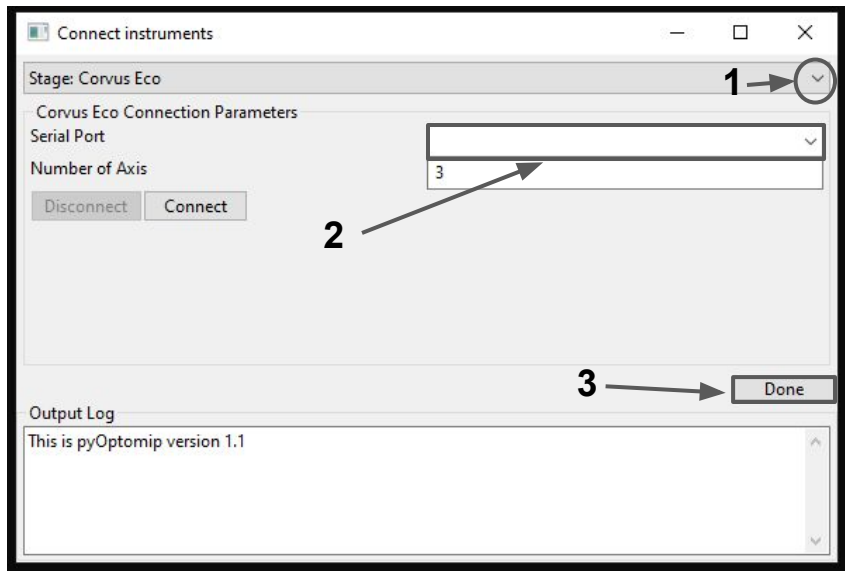 Connect instruments
Stage: Corvus Eco
1
Corvus Eco Connection Parameters
Serial Port
Number of Axis
3
Disconnect Connect
2
3
Done
Output Log
This is pyOptomip version 1.1